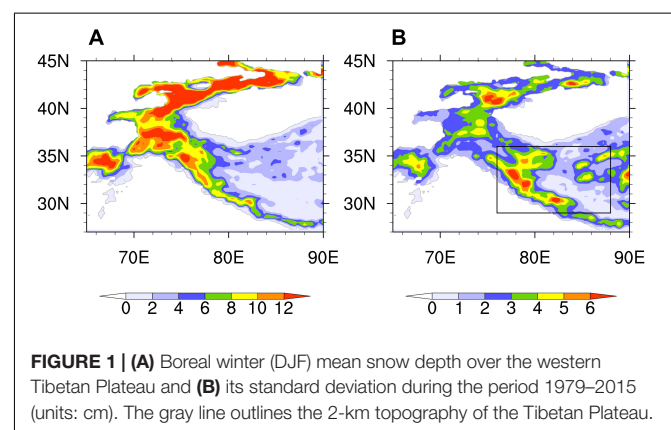 A
B
45N
45N
40N
40N
35N
35N
30N
30N
70E 80E 90E
70E 80E 90E
0 2 4 6 8 10 12
0 1 2 3 4 5 6
FIGURE 1 | (A) Boreal winter (DJF) mean snow depth over the western
Tibetan Plateau and (B) its standard deviation during the period 1979–2015
(units: cm). The gray line outlines the 2-km topography of the Tibetan Plateau.